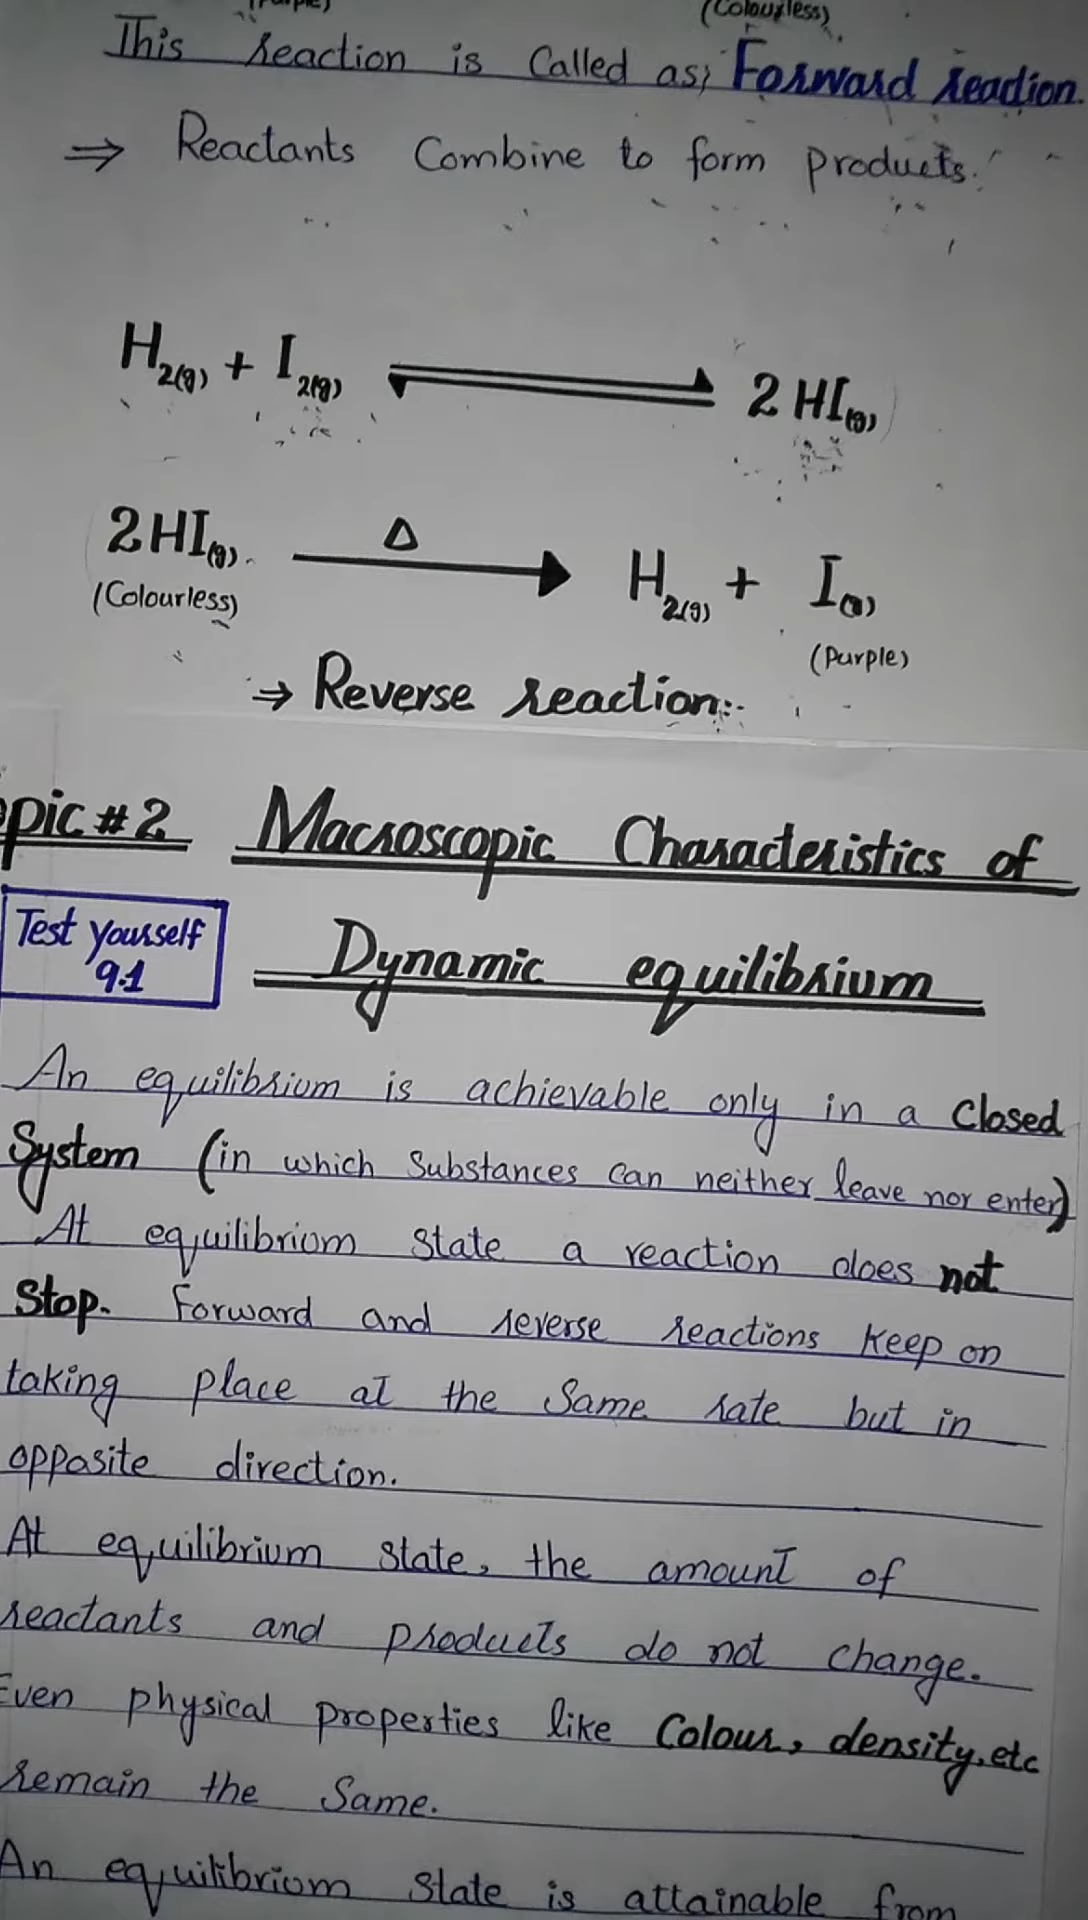 (Purple)
(Colourless)
This reaction is Called as; Forward reaction.
⇒ Reactants Combine to form products.
H2(g) + I2(g) ⇌ 2HI(g)
2HI(g). Δ → H2(g) + I(g)
(Colourless)
(Purple)
⇒ Reverse reaction:-
opic # 2 Macroscopic Characteristics of
Test yourself
9.1
Dynamic equilibrium
An equilibrium is achievable only in a Closed
System (in which Substances Can neither leave nor enter)
At equilibrium State a reaction does not
Stop. Forward and reverse reactions keep on
taking place at the Same rate but in
opposite direction.
At equilibrium State, the amount of
reactants and products do not change.
Even physical properties like Colour, density, etc
remain the Same.
An equilibrium State is attainable from